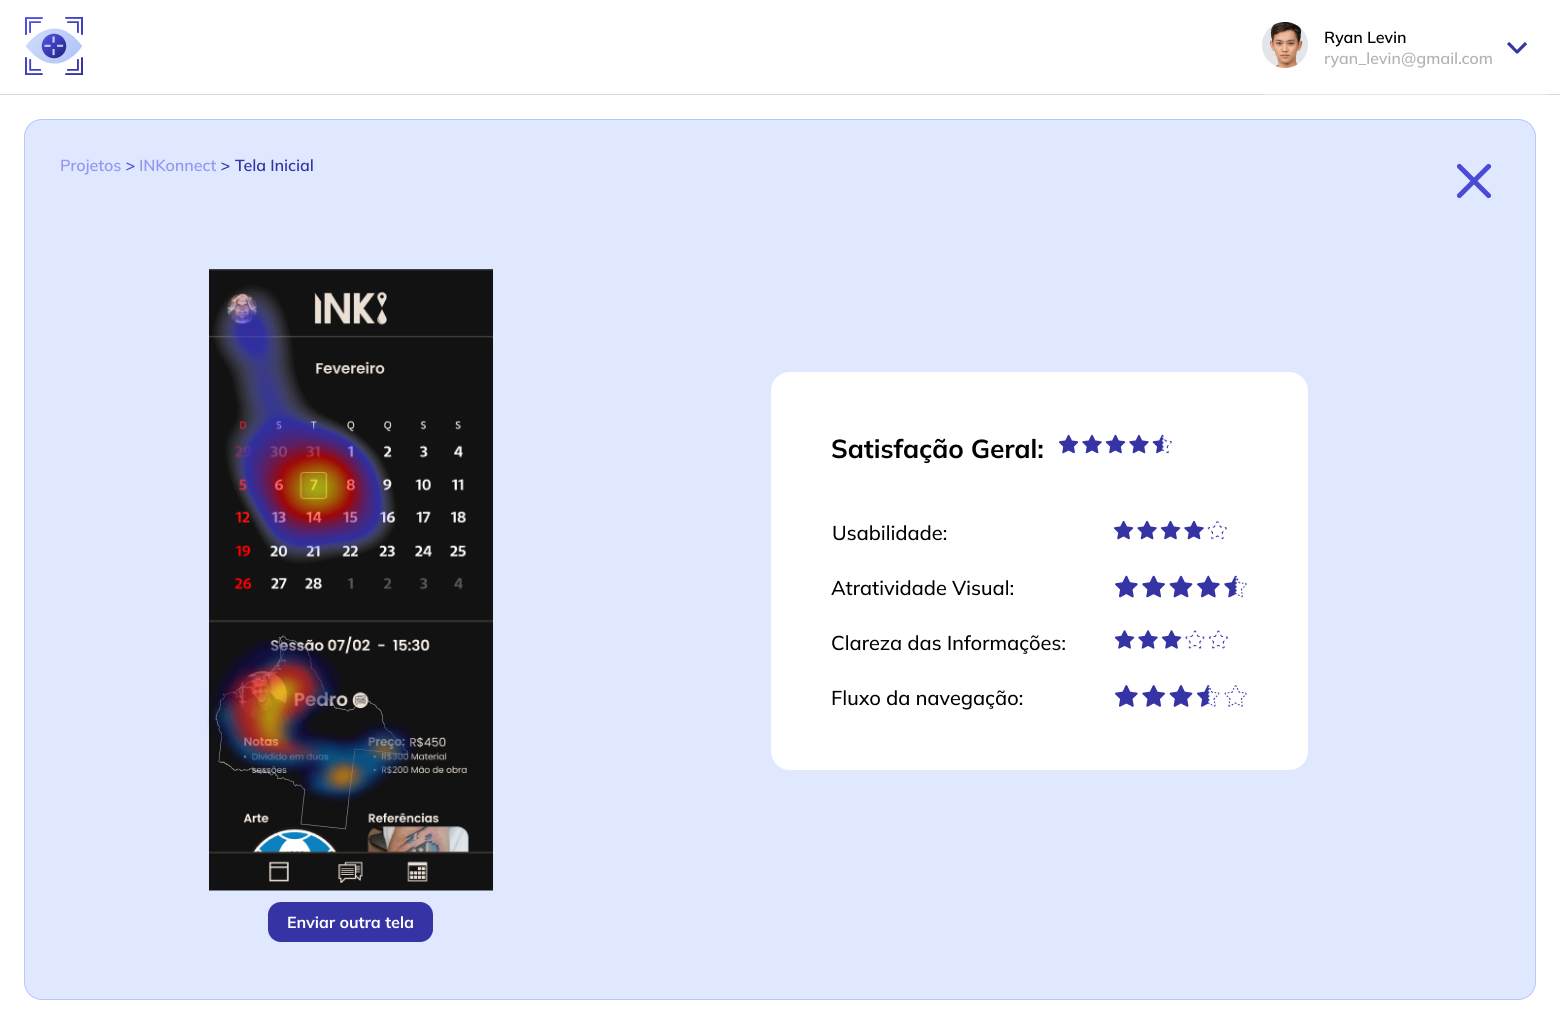 Ryan Levin
ryan_levin@gmail.com
Projetos > INKonnect > Tela Inicial
INK
Fevereiro
D S T Q Q S S
29 30 31 1 2 3 4
5 6 7 8 9 10 11
12 13 14 15 16 17 18
19 20 21 22 23 24 25
26 27 28 1 2 3 4
Sessão 07/02 - 15:30
Pedro
Notas
• Dividido em duas
sessões
Preço: R$450
• R$300 Material
• R$200 Mão de obra
Arte
Referências
Enviar outra tela
Satisfação Geral:
Usabilidade:
Atratividade Visual:
Clareza das Informações:
Fluxo da navegação: